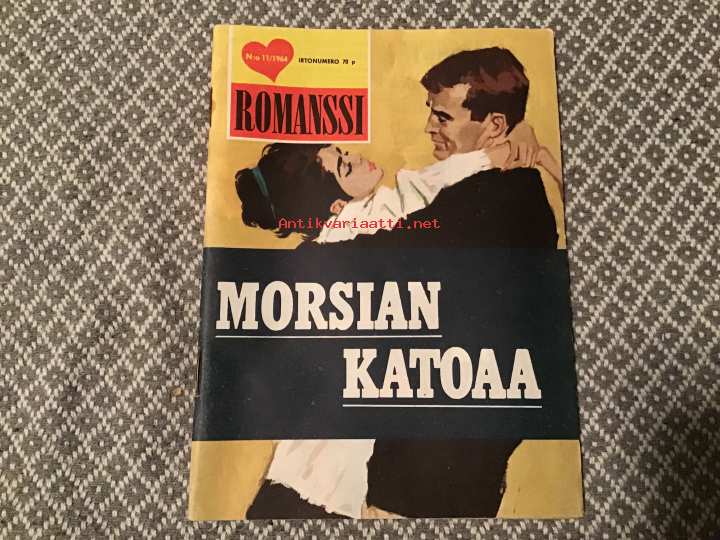 N:o 11/1964
IRTONUMERO 70 p
ROMANSSI
Antikvariaatti.net
MORSIAN
KATOAA